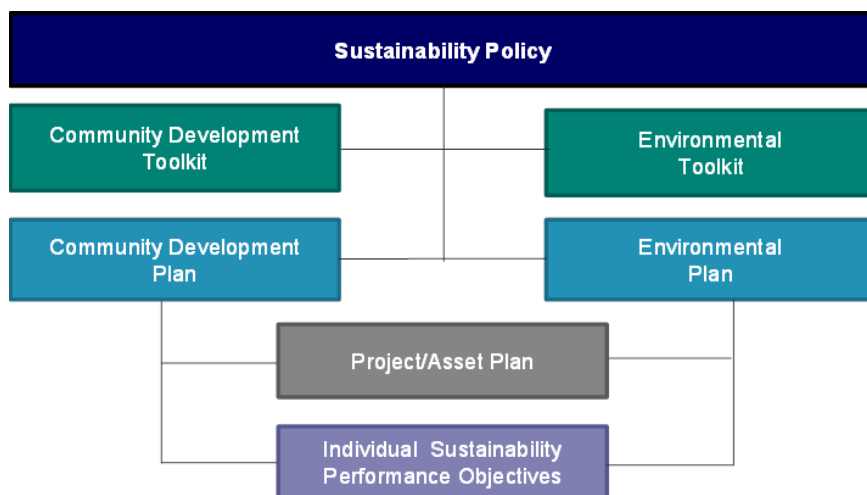 Sustainability Policy
Community Development
Toolkit
Environmental
Toolkit
Community Development
Plan
Environmental
Plan
Project/Asset Plan
Individual Sustainability
Performance Objectives